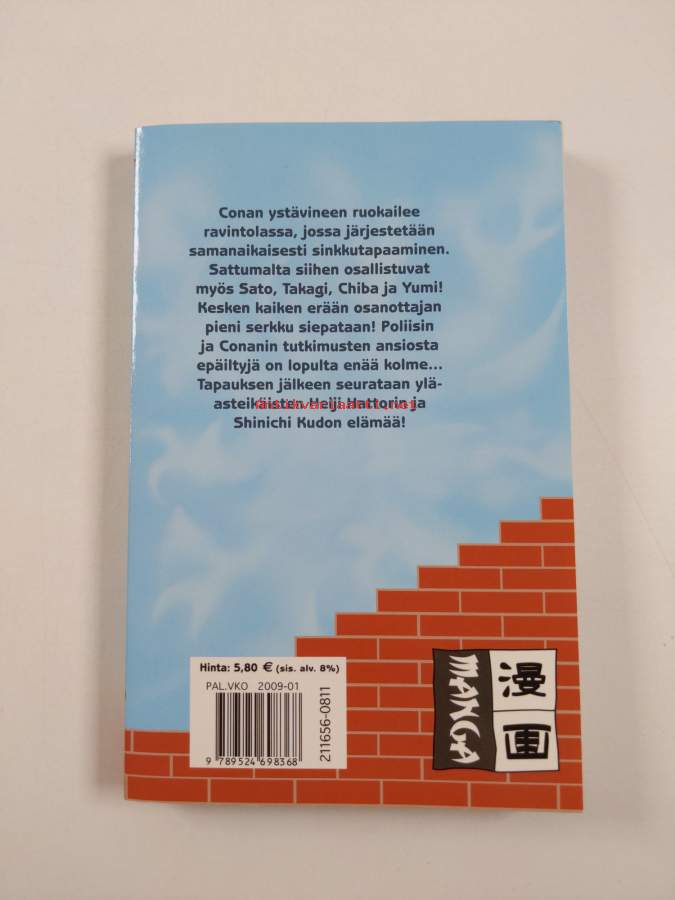 Conan ystävineen ruokailee
ravintolassa, jossa järjestetään
samanaikaisesti sinkkutapaaminen.
Sattumalta siihen osallistuvat
myös Sato, Takagi, Chiba ja Yumi!
Kesken kaiken erään osanottajan
pieni serkku siepataan! Poliisin
ja Conanin tutkimusten ansiosta
epäiltyjä on lopulta enää kolme...
Tapauksen jälkeen seurataan ylä-
asteikäisten Heiji Hattorin ja
Antikvariaatti.net
Shinichi Kudon elämää!
Hinta: 5,80 € (sis. alv. 8%)
PAL.VKO 2009-01
211656-0811
9 789524 698368
MANGA
漫画